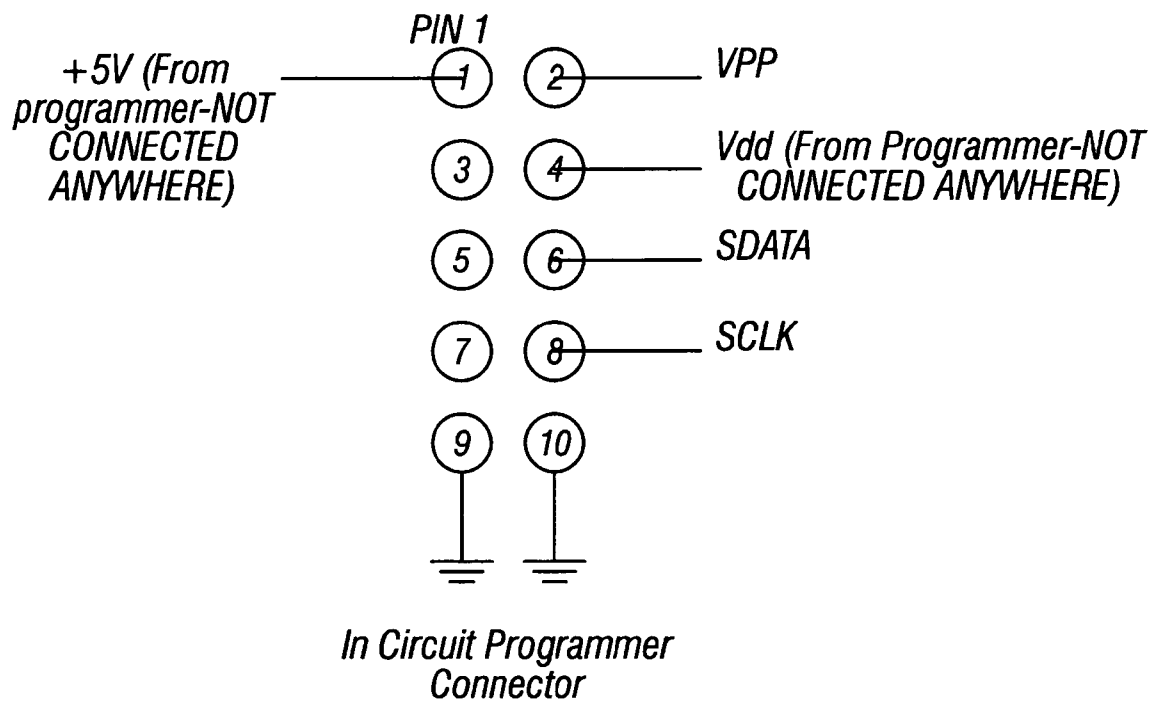 PIN 1
+5V (From
programmer-NOT
CONNECTED
ANYWHERE)
1
2
VPP
3
4
Vdd (From Programmer-NOT
CONNECTED ANYWHERE)
5
6
SDATA
7
8
SCLK
9
10
In Circuit Programmer
Connector